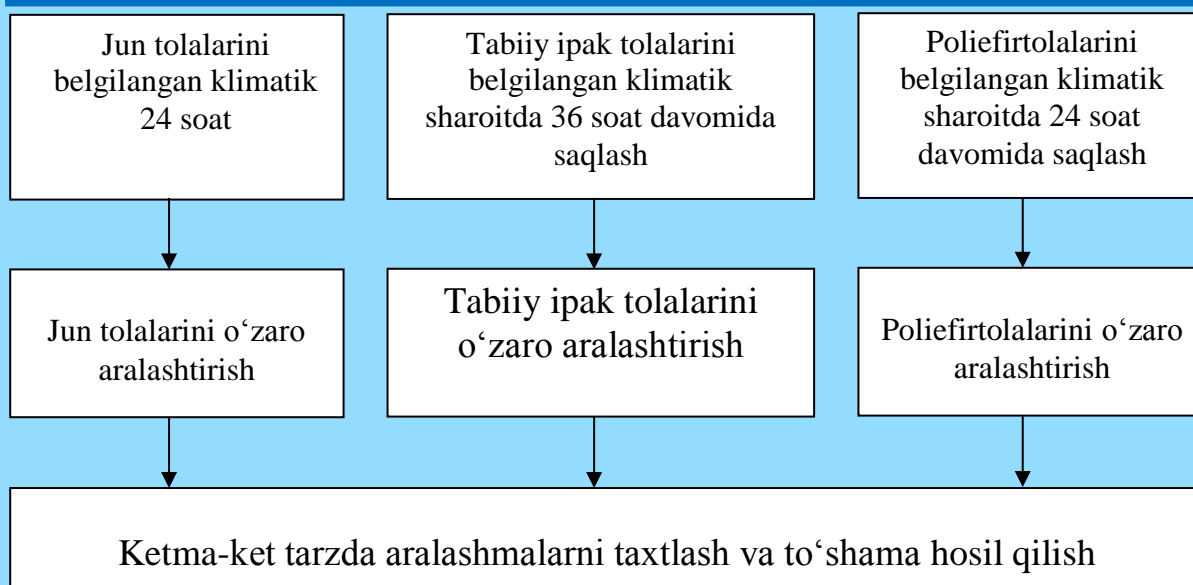 Jun tolalarini
belgilangan klimatik
24 soat
Tabiiy ipak tolalarini
belgilangan klimatik
sharoitda 36 soat davomida
saqlash
Poliefirtolalarini
belgilangan klimatik
sharoitda 24 soat
davomida saqlash
Jun tolalarini o‘zaro
aralashtirish
Tabiiy ipak tolalarini
o‘zaro aralashtirish
Poliefirtolalarini o‘zaro
aralashtirish
Ketma-ket tarzda aralashmalarni taxtlash va to‘shama hosil qilish